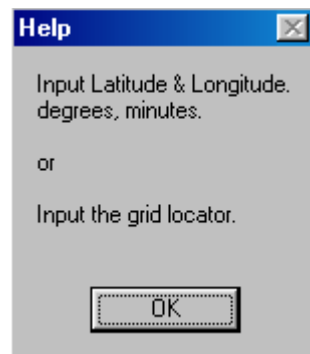 Help
Input Latitude & Longitude.
degrees, minutes.
or
Input the grid locator.
OK